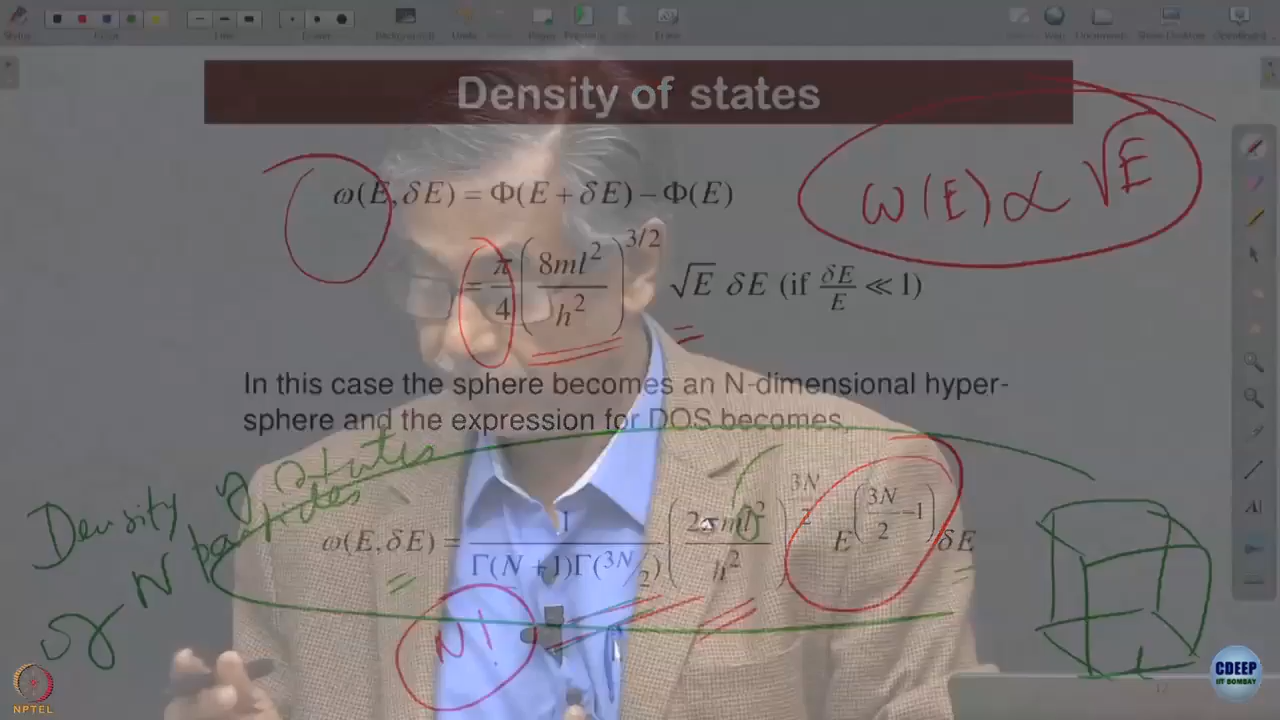 Density of states
ω(E,δE) = Φ(E + δE) − Φ(E)
= π/4 (8ml²/h²)^{3/2} √E δE (if δE/E ≪ 1)
ω(E) ∝ √E
In this case the sphere becomes an N-dimensional hyper-
sphere and the expression for DOS becomes,
Density of states
of N particles
ω(E,δE) = 1/(Γ(N + 1)Γ(3N/2)) (2πml²/h²)^{3N/2} E^{(3N/2 −1)} δE
N!
l
NPTEL
CDEEP
IIT BOMBAY